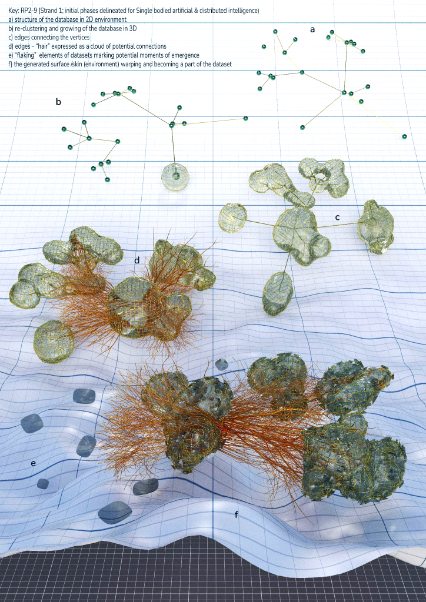 Key: RP2-9 (Strand 1; initial phases delineated for Single bodied artificial & distributed intelligence)
a) structure of the database in 2D environment
b) re-clustering and growing of the database in 3D
c) edges connecting the vertices
d) edges - "hair" expressed as a cloud of potential connections
e) "flaking" elements of datasets marking potential moments of emergence
f) the generated surface skin (environment) warping and becoming a part of the dataset
a
b
c
d
e
f